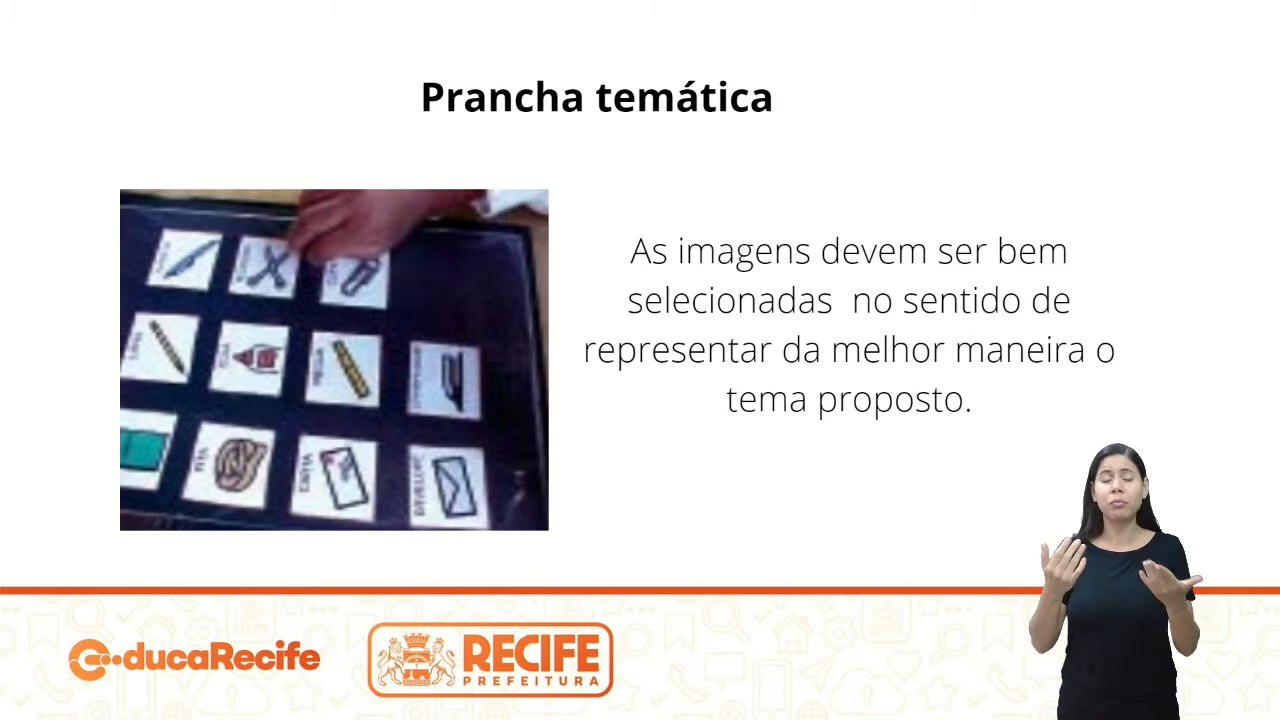 Prancha temática
As imagens devem ser bem
selecionadas no sentido de
representar da melhor maneira o
tema proposto.
ducaRecife
RECIFE
PREFEITURA